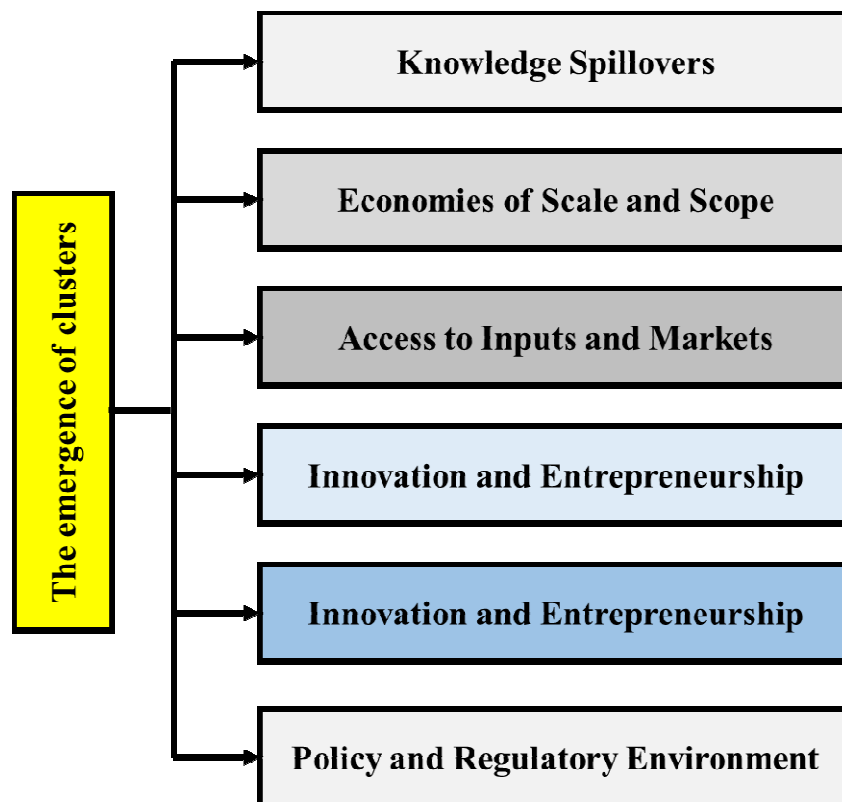 The emergence of clusters
Knowledge Spillovers
Economies of Scale and Scope
Access to Inputs and Markets
Innovation and Entrepreneurship
Innovation and Entrepreneurship
Policy and Regulatory Environment